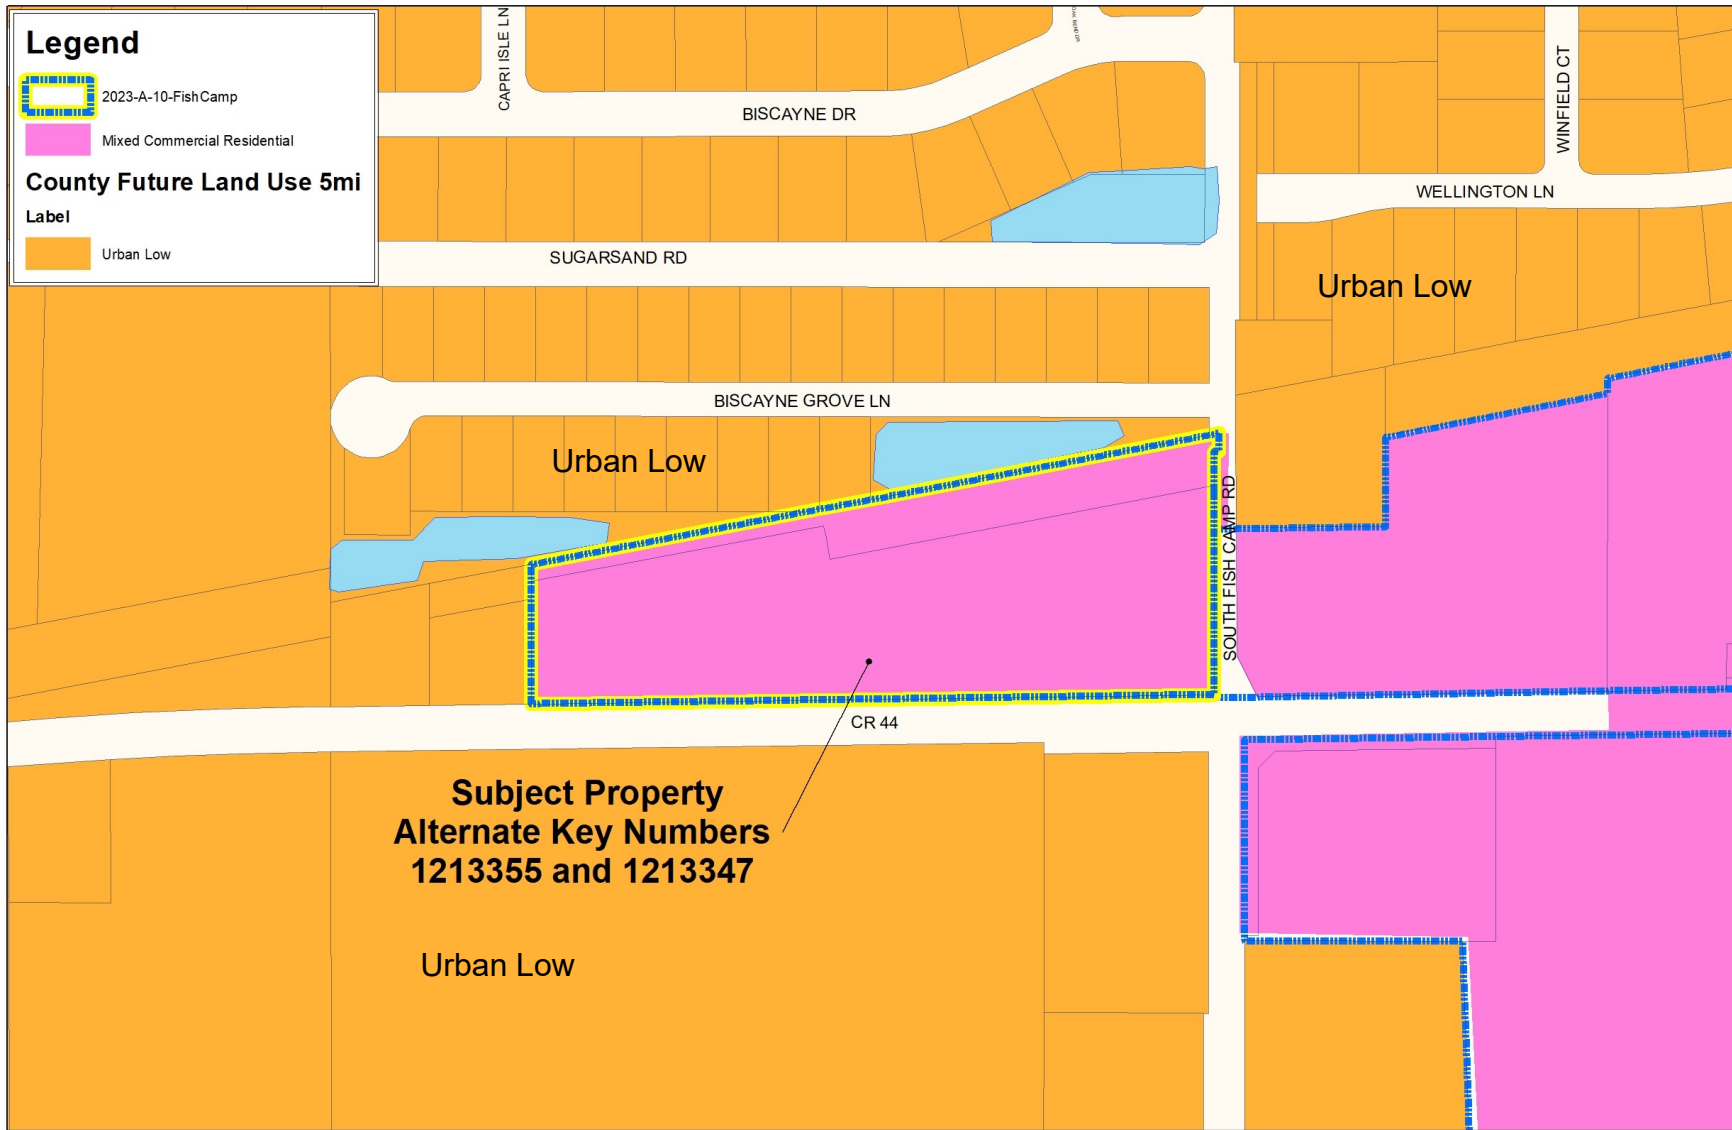 Legend
2023-A-10-FishCamp
Mixed Commercial Residential
County Future Land Use 5mi
Label
Urban Low
CAPRI ISLE LN
BISCAYNE DR
WINFIELD CT
WELLINGTON LN
SUGARSAND RD
Urban Low
BISCAYNE GROVE LN
Urban Low
SOUTH FISH CAMP RD
CR 44
Subject Property
Alternate Key Numbers
1213355 and 1213347
Urban Low